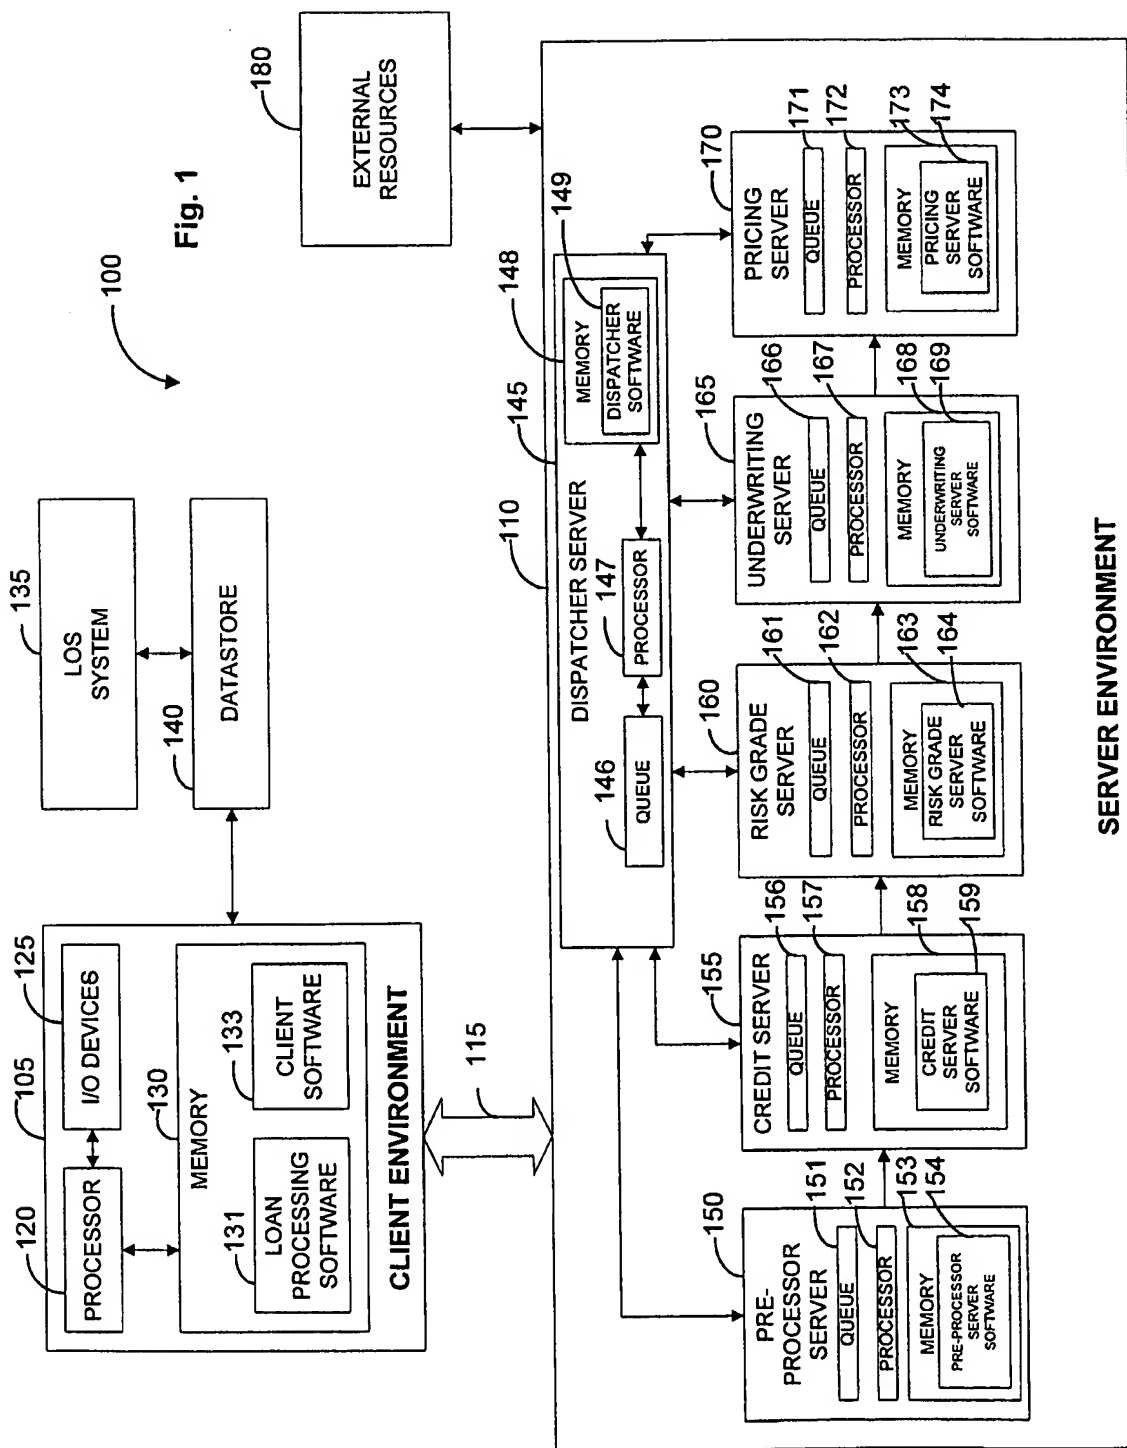 Fig. 1
100
180
EXTERNAL
RESOURCES
135
LOS
SYSTEM
140
DATASTORE
105
120
PROCESSOR
125
I/O DEVICES
130
MEMORY
131
LOAN
PROCESSING
SOFTWARE
133
CLIENT
SOFTWARE
CLIENT ENVIRONMENT
115
110
145
DISPATCHER SERVER
146
QUEUE
147
PROCESSOR
148
MEMORY
149
DISPATCHER
SOFTWARE
150
PRE-
PROCESSOR
SERVER
151
QUEUE
152
PROCESSOR
153
MEMORY
154
PRE-PROCESSOR
SERVER
SOFTWARE
155
CREDIT SERVER
156
QUEUE
157
PROCESSOR
158
MEMORY
159
CREDIT
SERVER
SOFTWARE
160
RISK GRADE
SERVER
161
QUEUE
162
PROCESSOR
163
MEMORY
164
RISK GRADE
SERVER
SOFTWARE
165
UNDERWRITING
SERVER
166
QUEUE
167
PROCESSOR
168
MEMORY
169
UNDERWRITING
SERVER
SOFTWARE
170
PRICING
SERVER
171
QUEUE
172
PROCESSOR
173
MEMORY
174
PRICING
SERVER
SOFTWARE
SERVER ENVIRONMENT